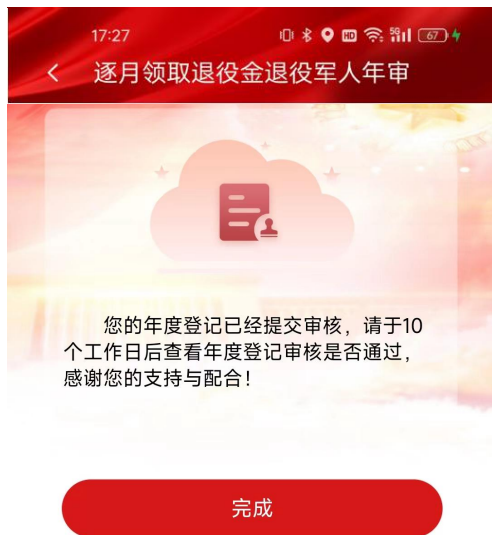 17:27 HD 5G 67
逐月领取退役金退役军人年审
您的年度登记已经提交审核，请于10
个工作日后查看年度登记审核是否通过，
感谢您的支持与配合！
完成